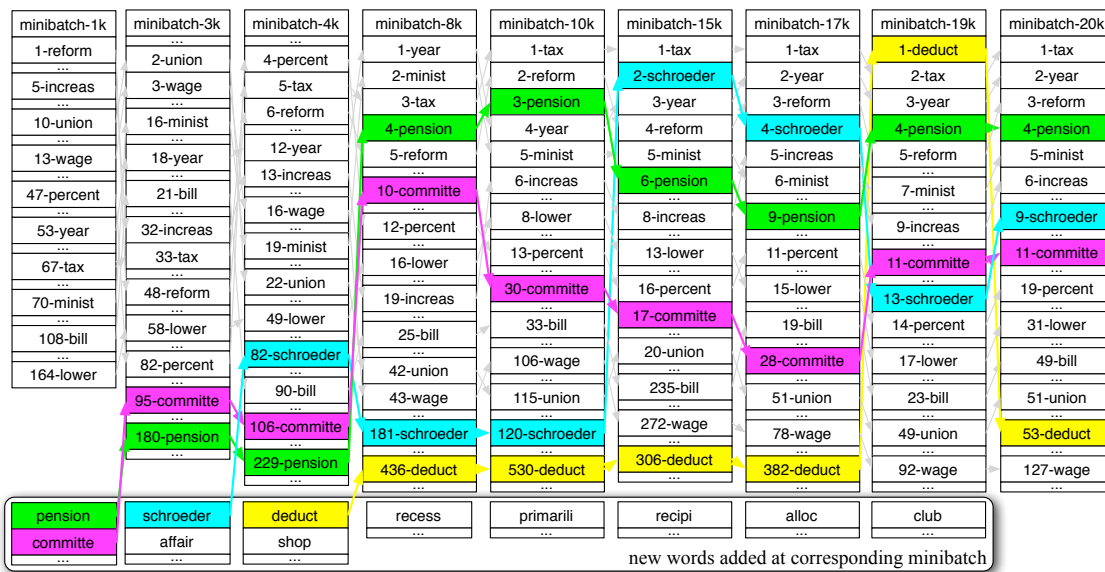 minibatch-1k
1-reform
...
5-increas
...
10-union
...
13-wage
...
47-percent
...
53-year
...
67-tax
...
70-minist
...
108-bill
...
164-lower
...
minibatch-3k
...
2-union
3-wage
...
16-minist
...
18-year
...
21-bill
...
32-increas
33-tax
...
48-reform
...
58-lower
...
82-percent
...
95-committe
...
180-pension
...
minibatch-4k
...
4-percent
5-tax
6-reform
...
12-year
13-increas
...
16-wage
...
19-minist
...
22-union
...
49-lower
...
82-schroeder
...
90-bill
...
106-committe
...
229-pension
...
minibatch-8k
1-year
2-minist
3-tax
4-pension
5-reform
...
10-committe
...
12-percent
...
16-lower
...
19-increas
...
25-bill
...
42-union
43-wage
...
181-schroeder
...
436-deduct
...
minibatch-10k
1-tax
2-reform
3-pension
4-year
5-minist
6-increas
...
8-lower
...
13-percent
...
30-committe
...
33-bill
...
106-wage
...
115-union
...
120-schroeder
...
530-deduct
...
minibatch-15k
1-tax
2-schroeder
3-year
4-reform
5-minist
6-pension
...
8-increas
...
13-lower
...
16-percent
17-committe
...
20-union
...
235-bill
...
272-wage
...
306-deduct
...
minibatch-17k
1-tax
2-year
3-reform
4-schroeder
5-increas
6-minist
...
9-pension
...
11-percent
...
15-lower
...
19-bill
...
28-committe
...
51-union
...
78-wage
...
382-deduct
...
minibatch-19k
1-deduct
2-tax
3-year
4-pension
5-reform
...
7-minist
...
9-increas
...
11-committe
...
13-schroeder
14-percent
...
17-lower
...
23-bill
...
49-union
...
92-wage
...
minibatch-20k
1-tax
2-year
3-reform
4-pension
5-minist
6-increas
...
9-schroeder
...
11-committe
...
19-percent
...
31-lower
...
49-bill
...
51-union
...
53-deduct
...
127-wage
...
pension
committe
...
schroeder
affair
...
deduct
shop
...
recess
...
primarili
...
recipi
...
alloc
...
club
...
new words added at corresponding minibatch